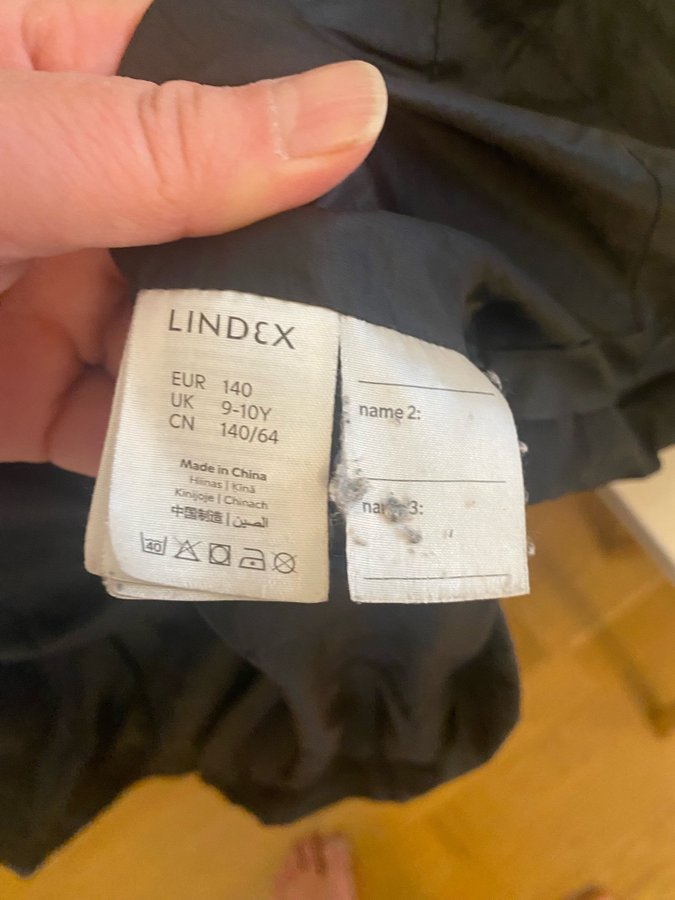 LINDEX
EUR 140
UK 9-10Y
CN 140/64
Made in China
Hiinas | Kīnā
Kinijoje | Chinach
中国制造 | الصين
40
name 2:
name 3: